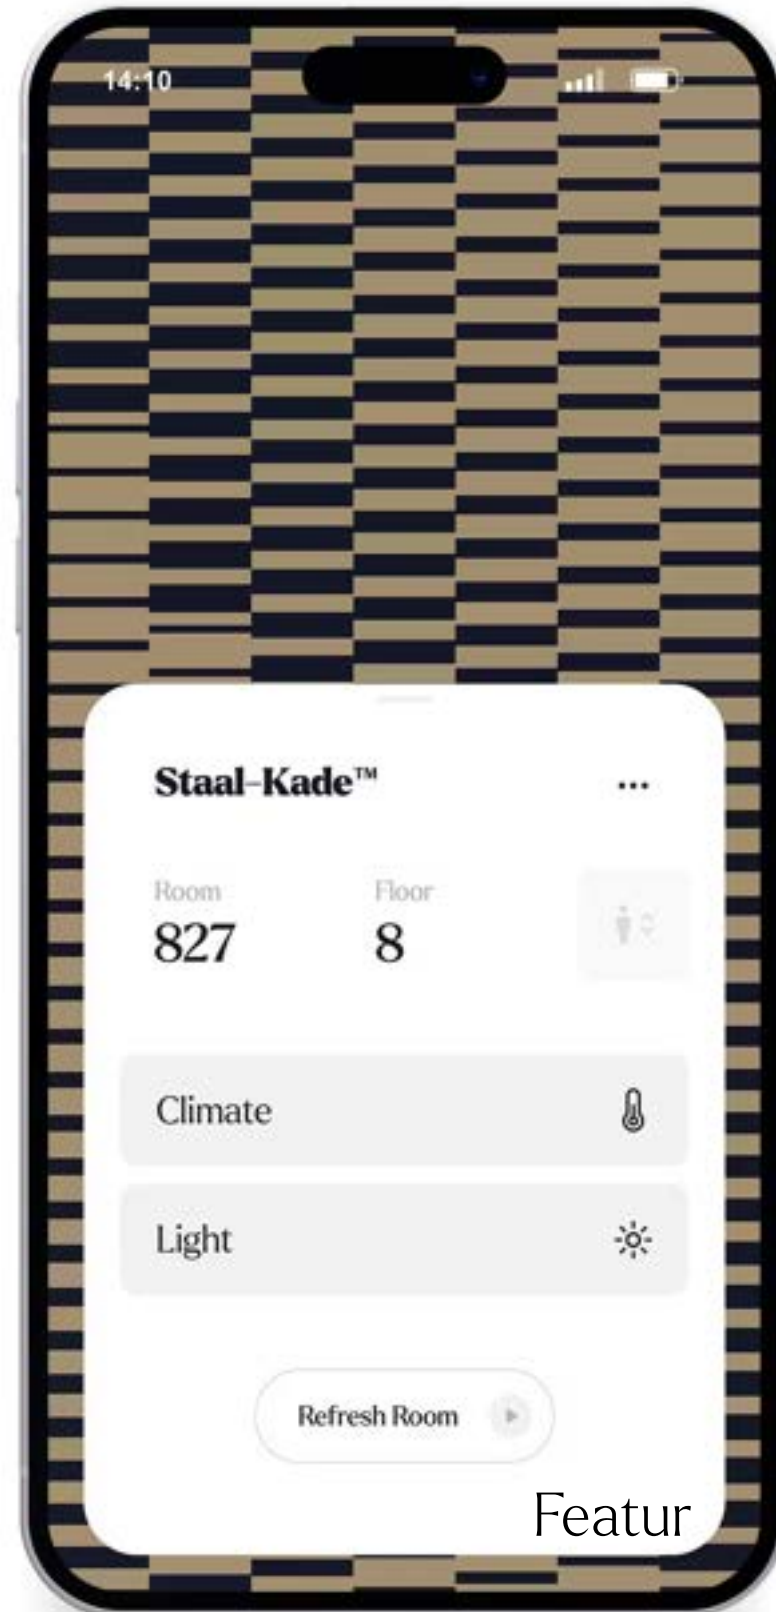 14:10
Staal-Kade™
Room Floor
827 8
Climate
Light
Refresh Room
Featur